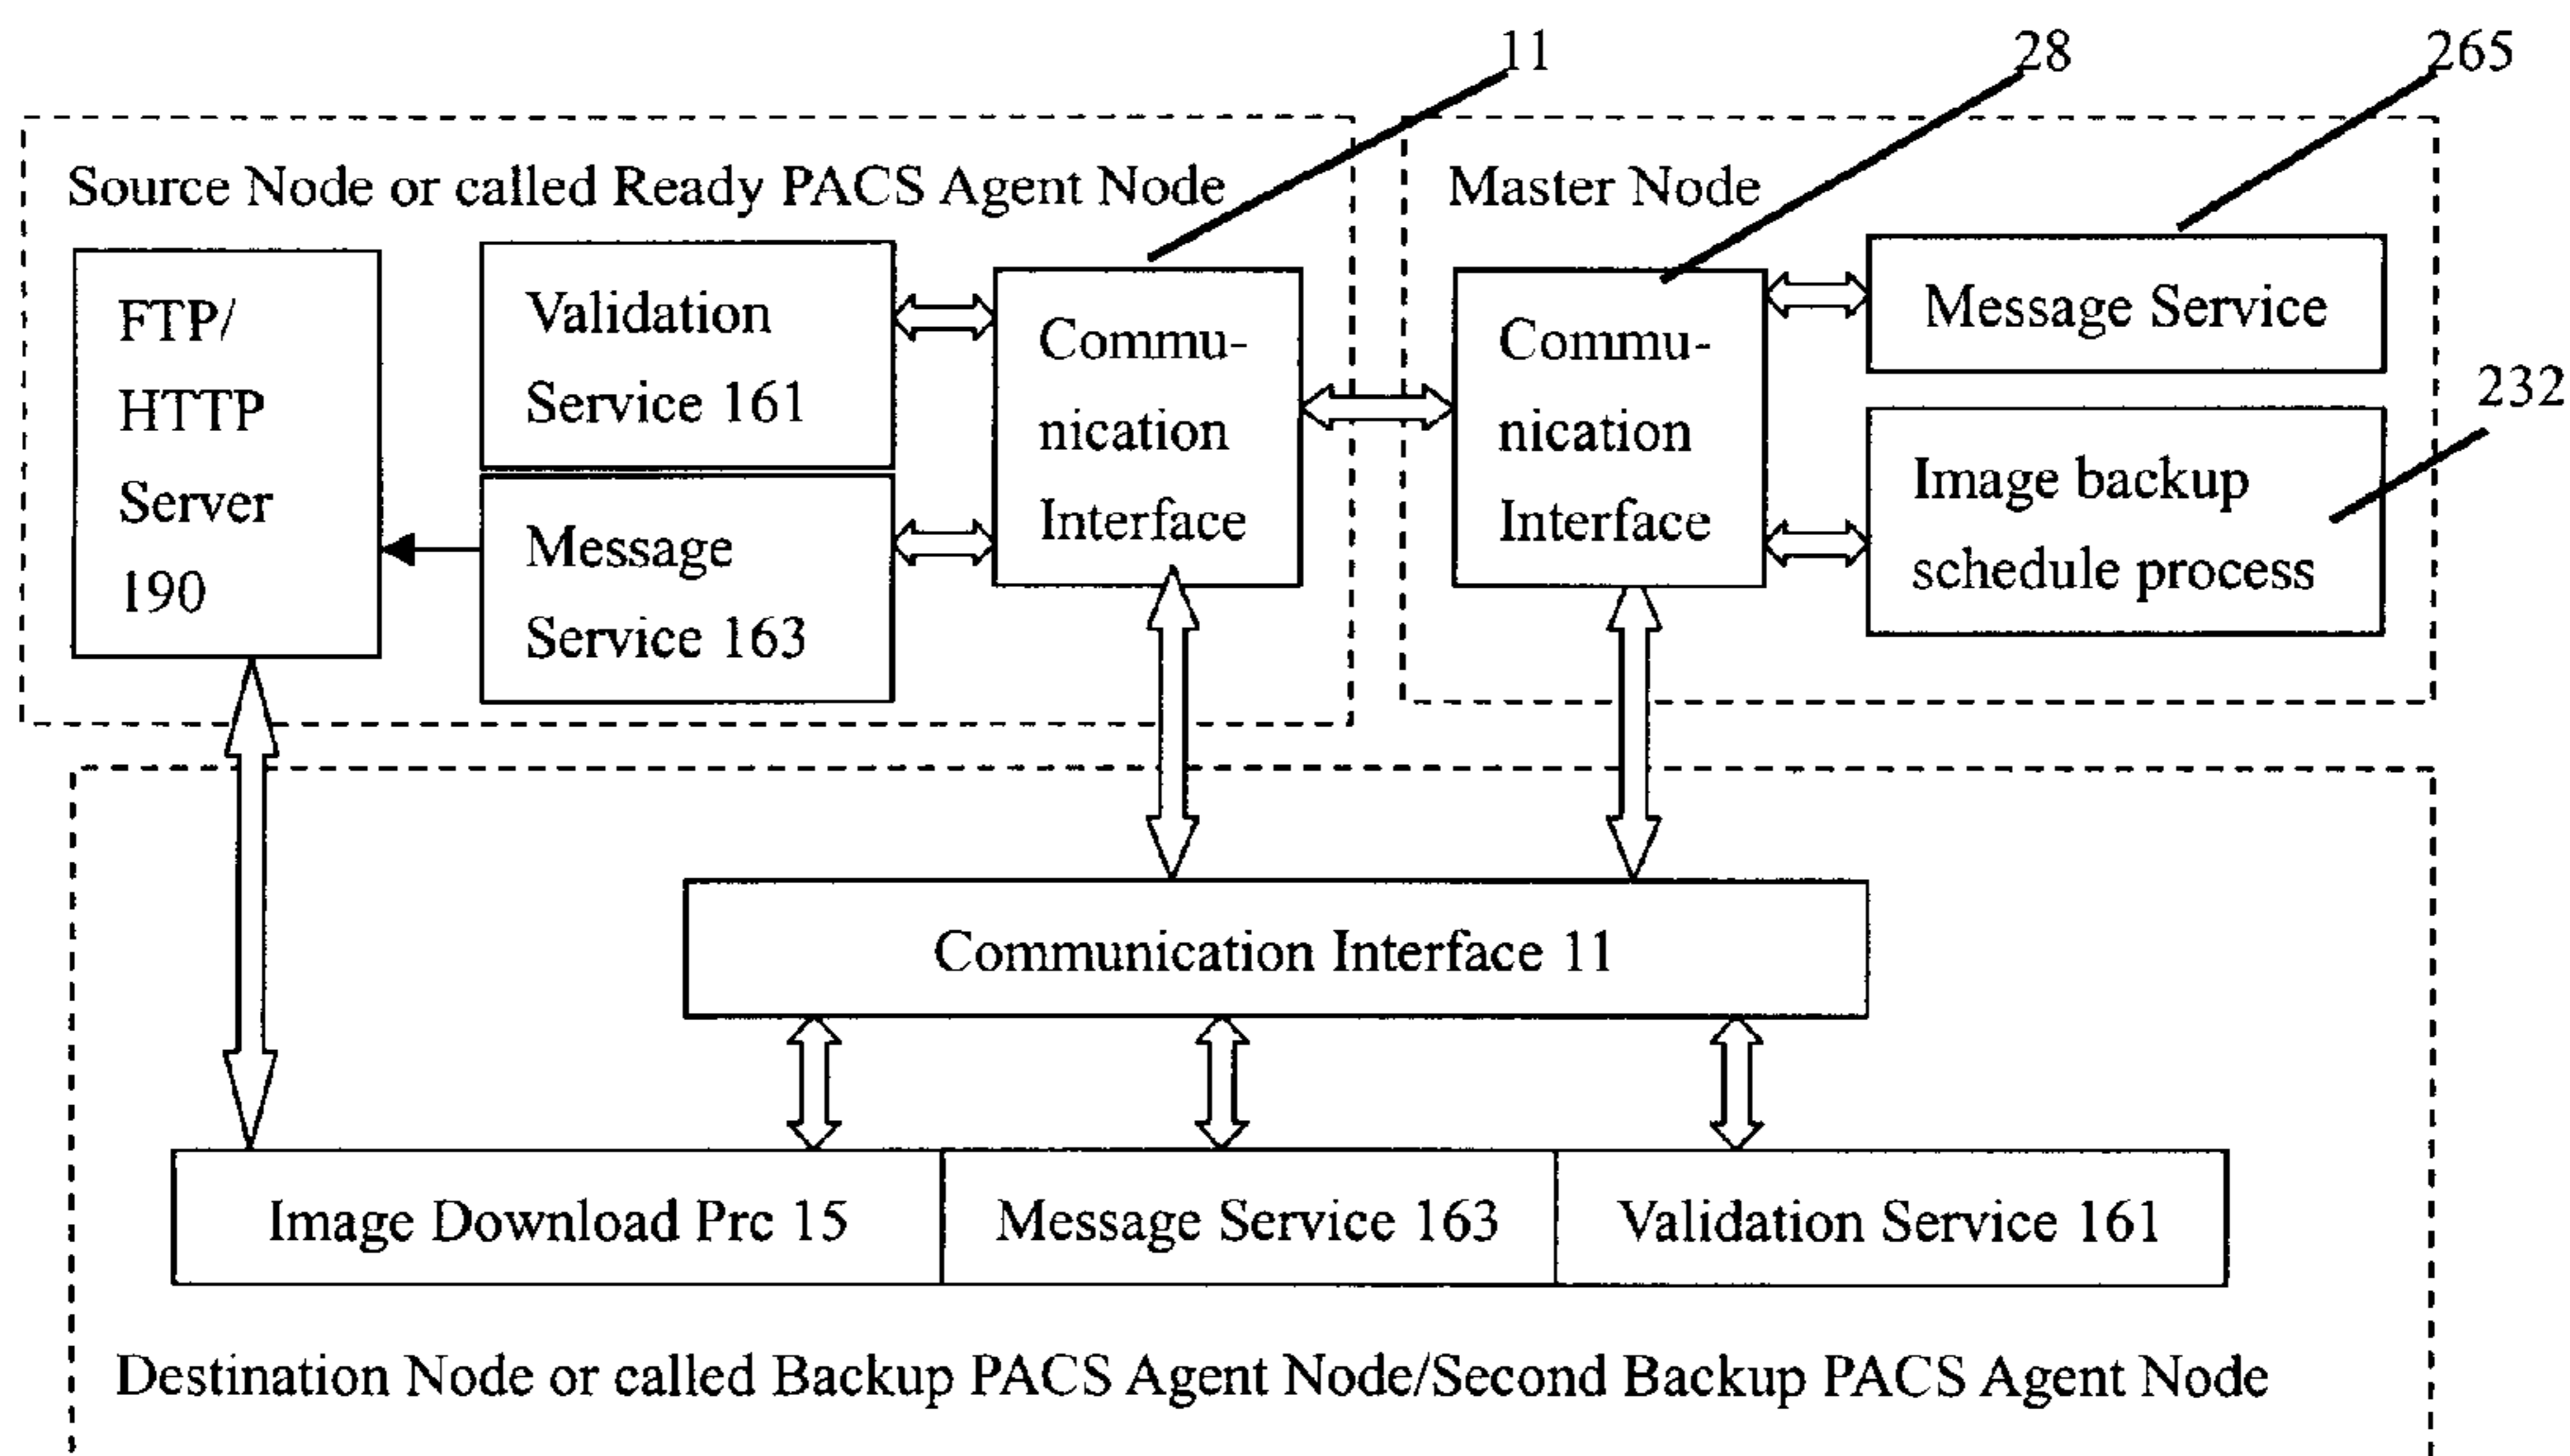 11
28
265
Source Node or called Ready PACS Agent Node
Master Node
FTP/
HTTP
Server
190
Validation
Service 161
Message
Service 163
Commu-
nication
Interface
Commu-
nication
Interface
Message Service
232
Image backup
schedule process
Communication Interface 11
Image Download Prc 15
Message Service 163
Validation Service 161
Destination Node or called Backup PACS Agent Node/Second Backup PACS Agent Node